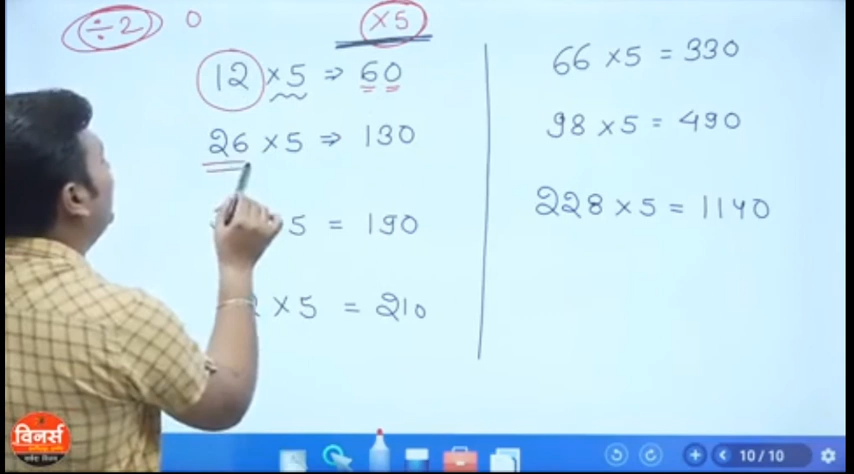 ÷2 0
×5
12 ×5 ⇒ 60
26 ×5 ⇒ 130
5 = 190
2 ×5 = 210
66 ×5 = 330
98 ×5 = 490
228 ×5 = 1140
विनर्स
10 / 10